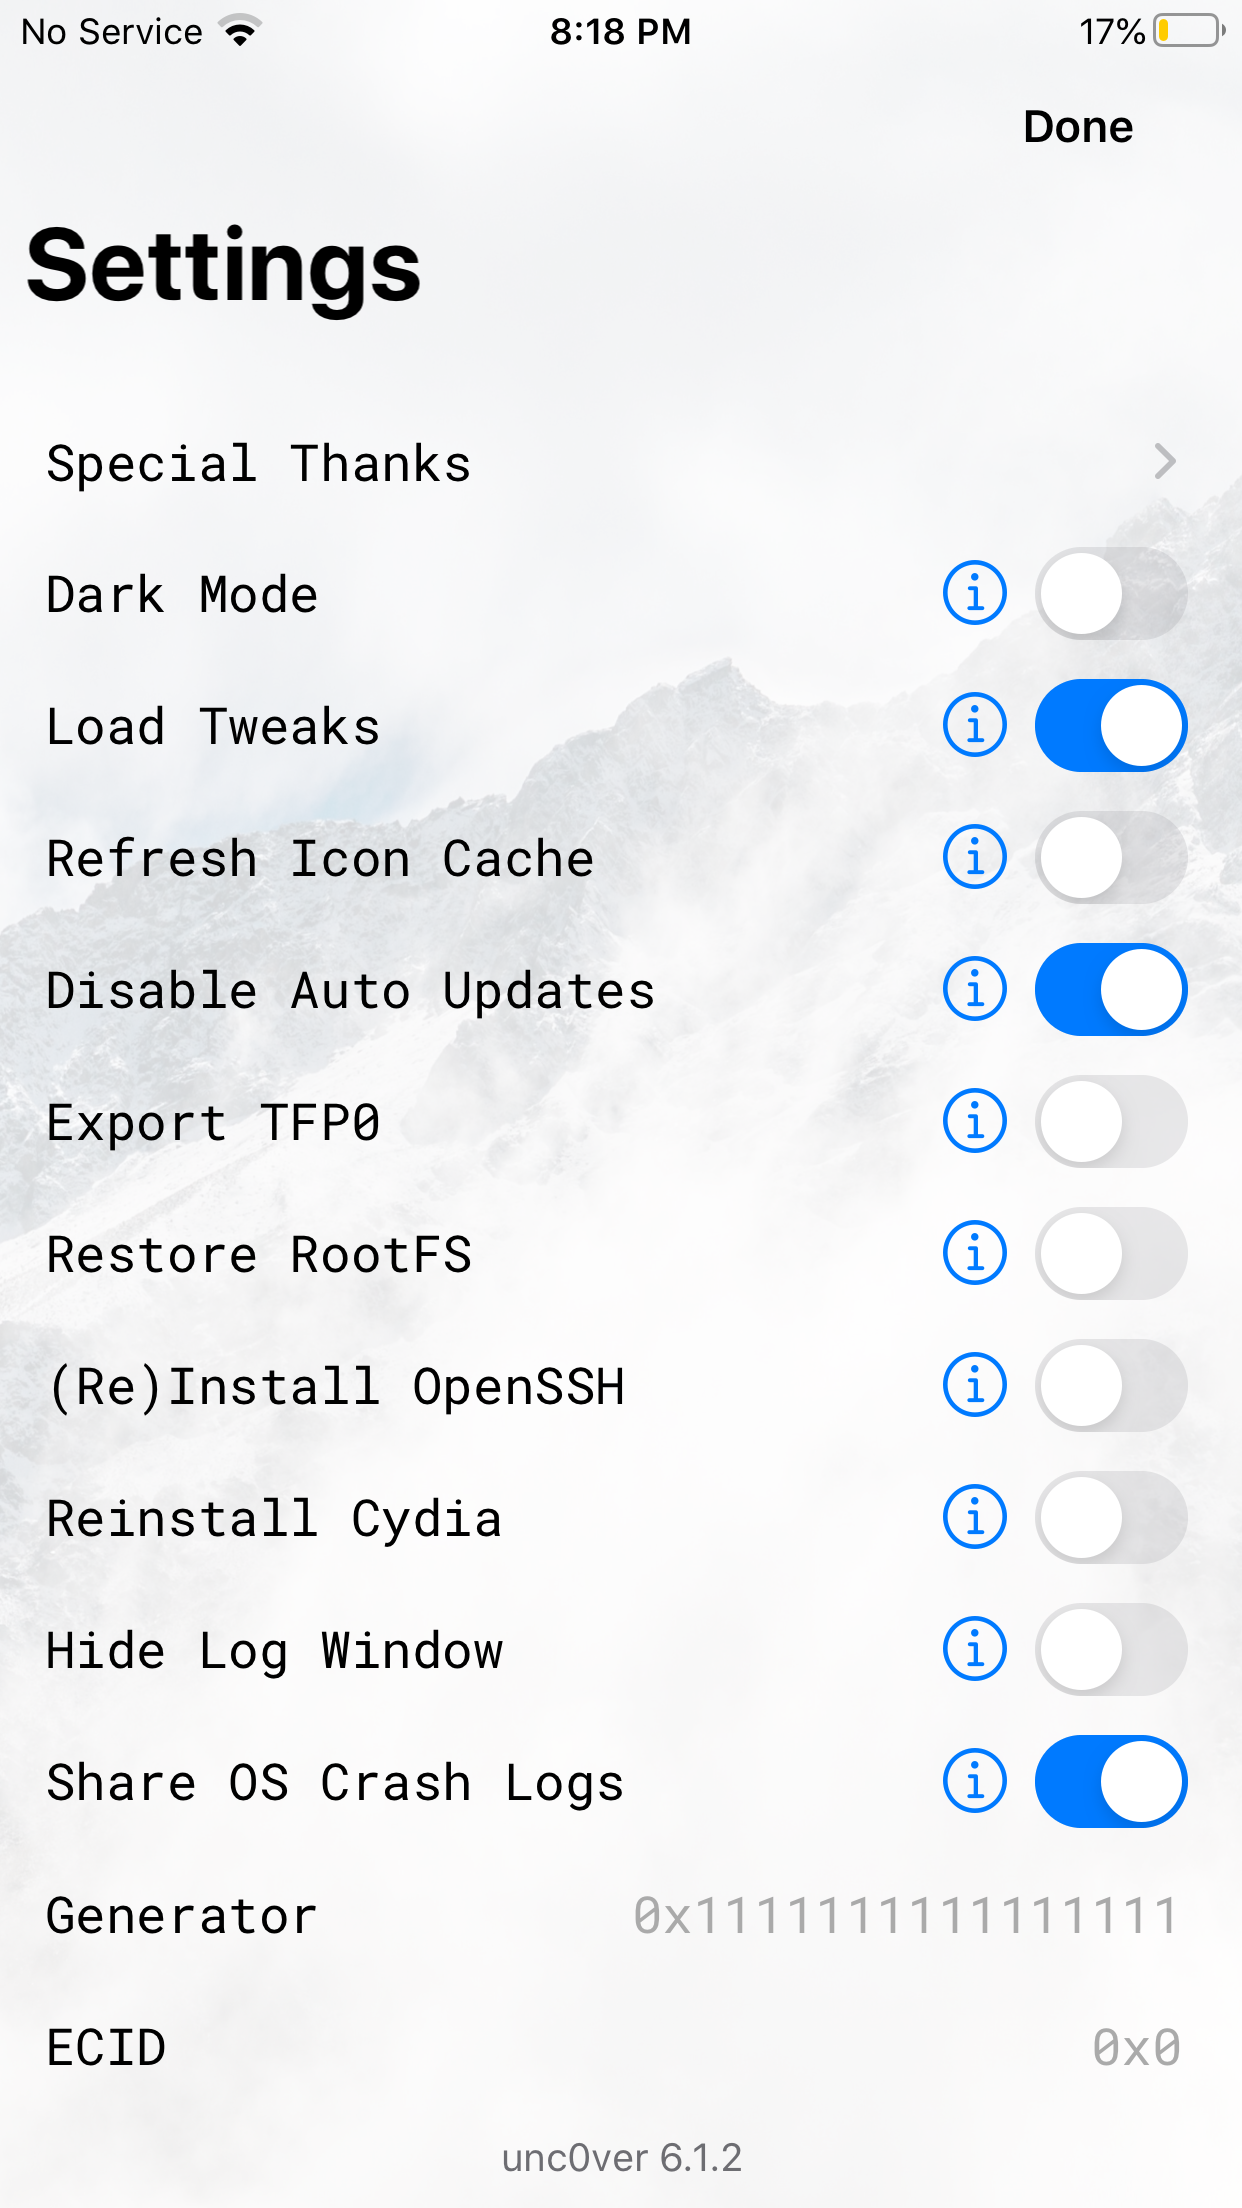 No Service 8:18 PM 17%
Done
Settings
Special Thanks
Dark Mode
Load Tweaks
Refresh Icon Cache
Disable Auto Updates
Export TFP0
Restore RootFS
(Re)Install OpenSSH
Reinstall Cydia
Hide Log Window
Share OS Crash Logs
Generator 0x1111111111111111
ECID 0x0
unc0ver 6.1.2